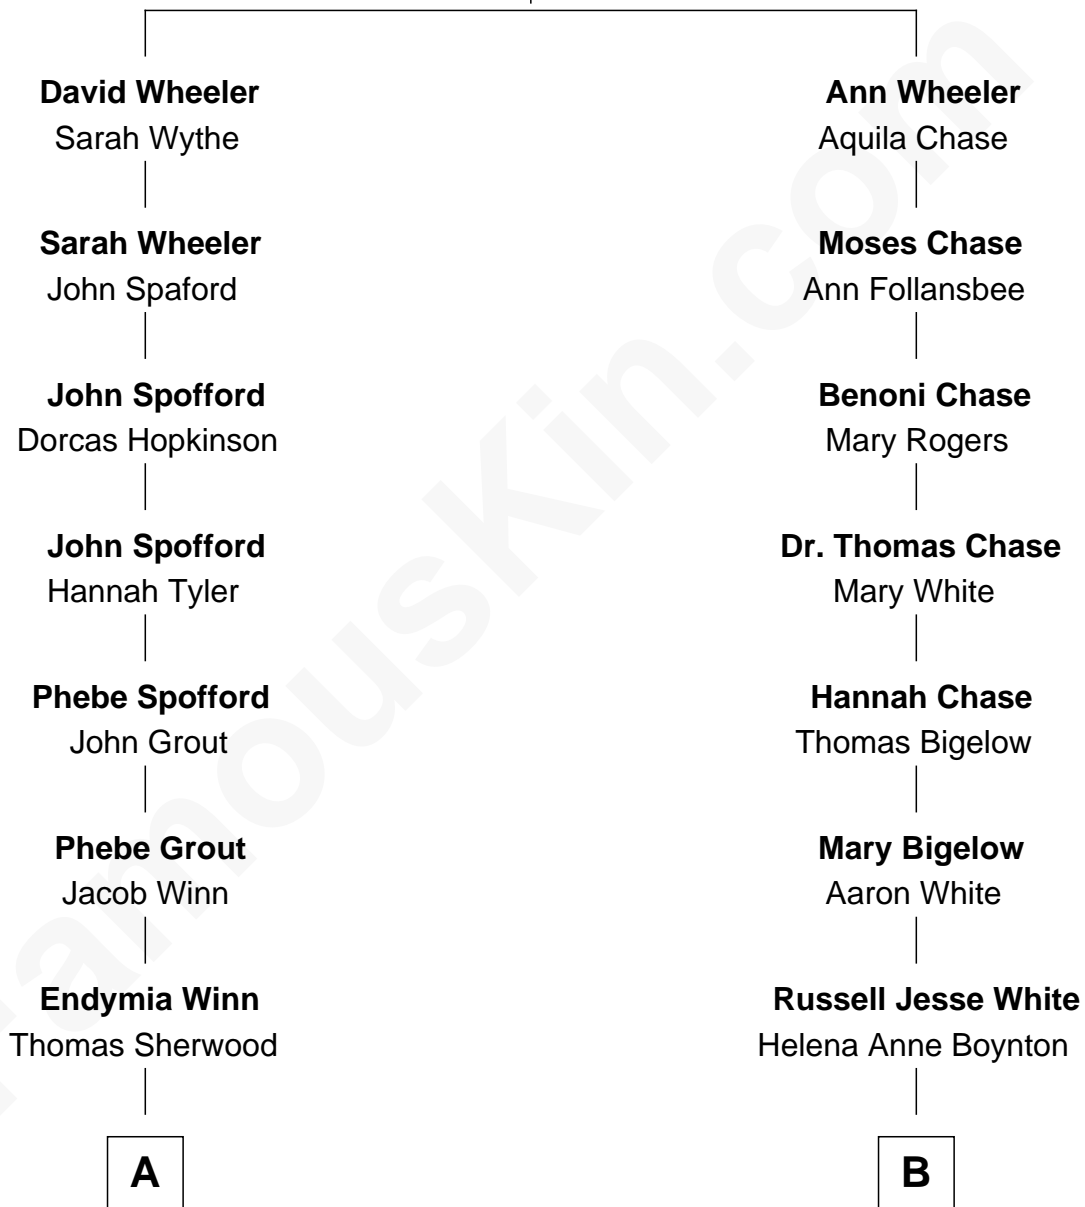 David Wheeler
Sarah Wythe
Sarah Wheeler
John Spaford
John Spofford
Dorcas Hopkinson
John Spofford
Hannah Tyler
Phebe Spofford
John Grout
Phebe Grout
Jacob Winn
Endymia Winn
Thomas Sherwood
A
Ann Wheeler
Aquila Chase
Moses Chase
Ann Follansbee
Benoni Chase
Mary Rogers
Dr. Thomas Chase
Mary White
Hannah Chase
Thomas Bigelow
Mary Bigelow
Aaron White
Russell Jesse White
Helena Anne Boynton
B
FamousKin.com